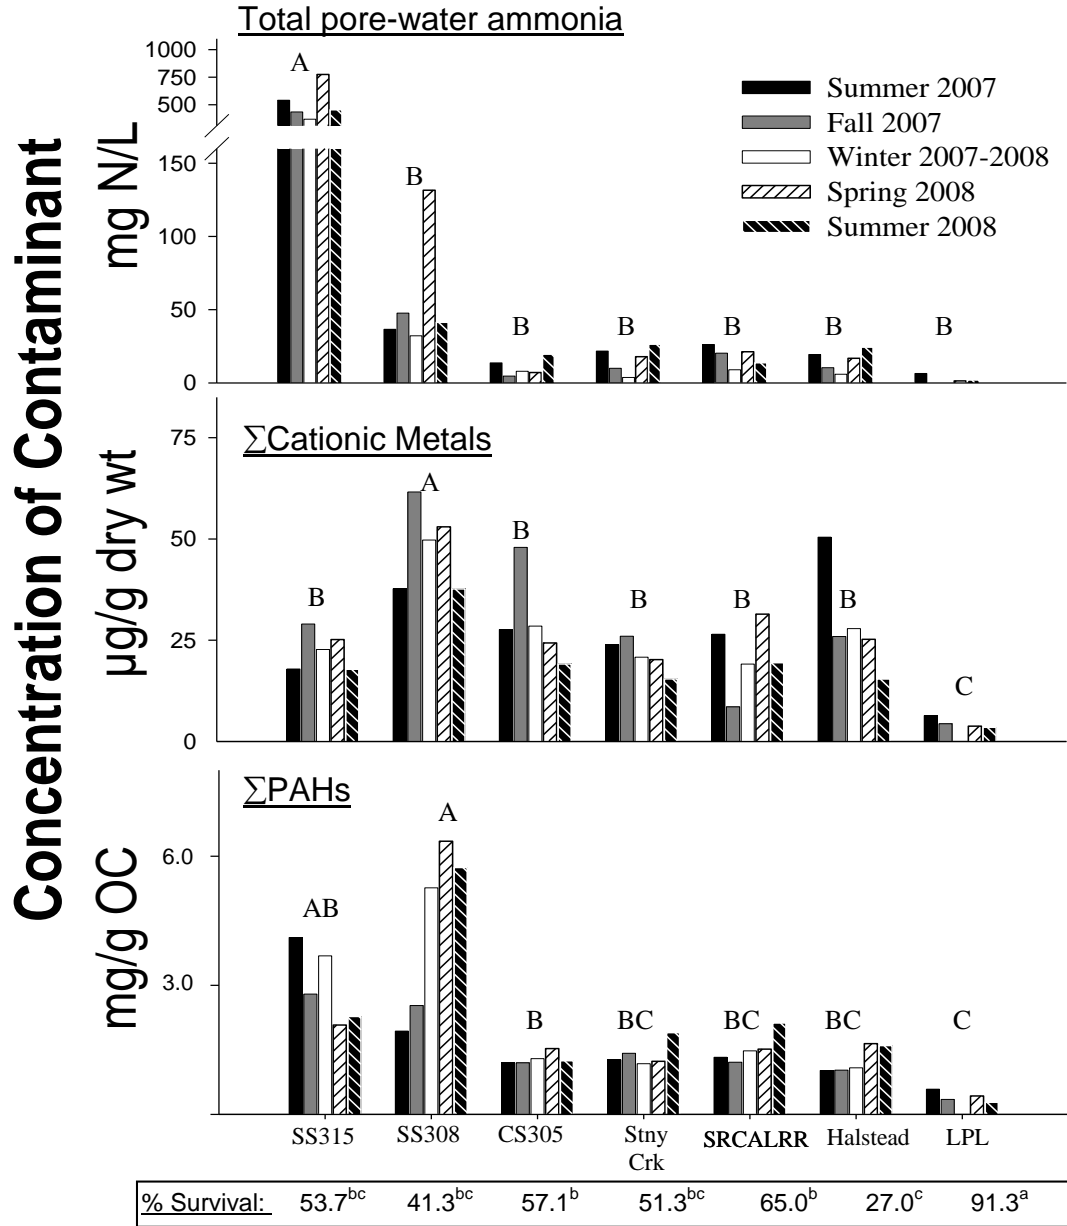 Total pore-water ammonia
Concentration of Contaminant
mg N/L
1000
750
500
150
100
50
0
A
B
B
B
B
B
B
Summer 2007
Fall 2007
Winter 2007-2008
Spring 2008
Summer 2008
ΣCationic Metals
µg/g dry wt
75
50
25
0
B
A
B
B
B
B
C
ΣPAHs
mg/g OC
6.0
3.0
AB
A
B
BC
BC
BC
C
SS315
SS308
CS305
Stny
Crk
SRCALRR
Halstead
LPL
% Survival: 53.7bc 41.3bc 57.1b 51.3bc 65.0b 27.0c 91.3a